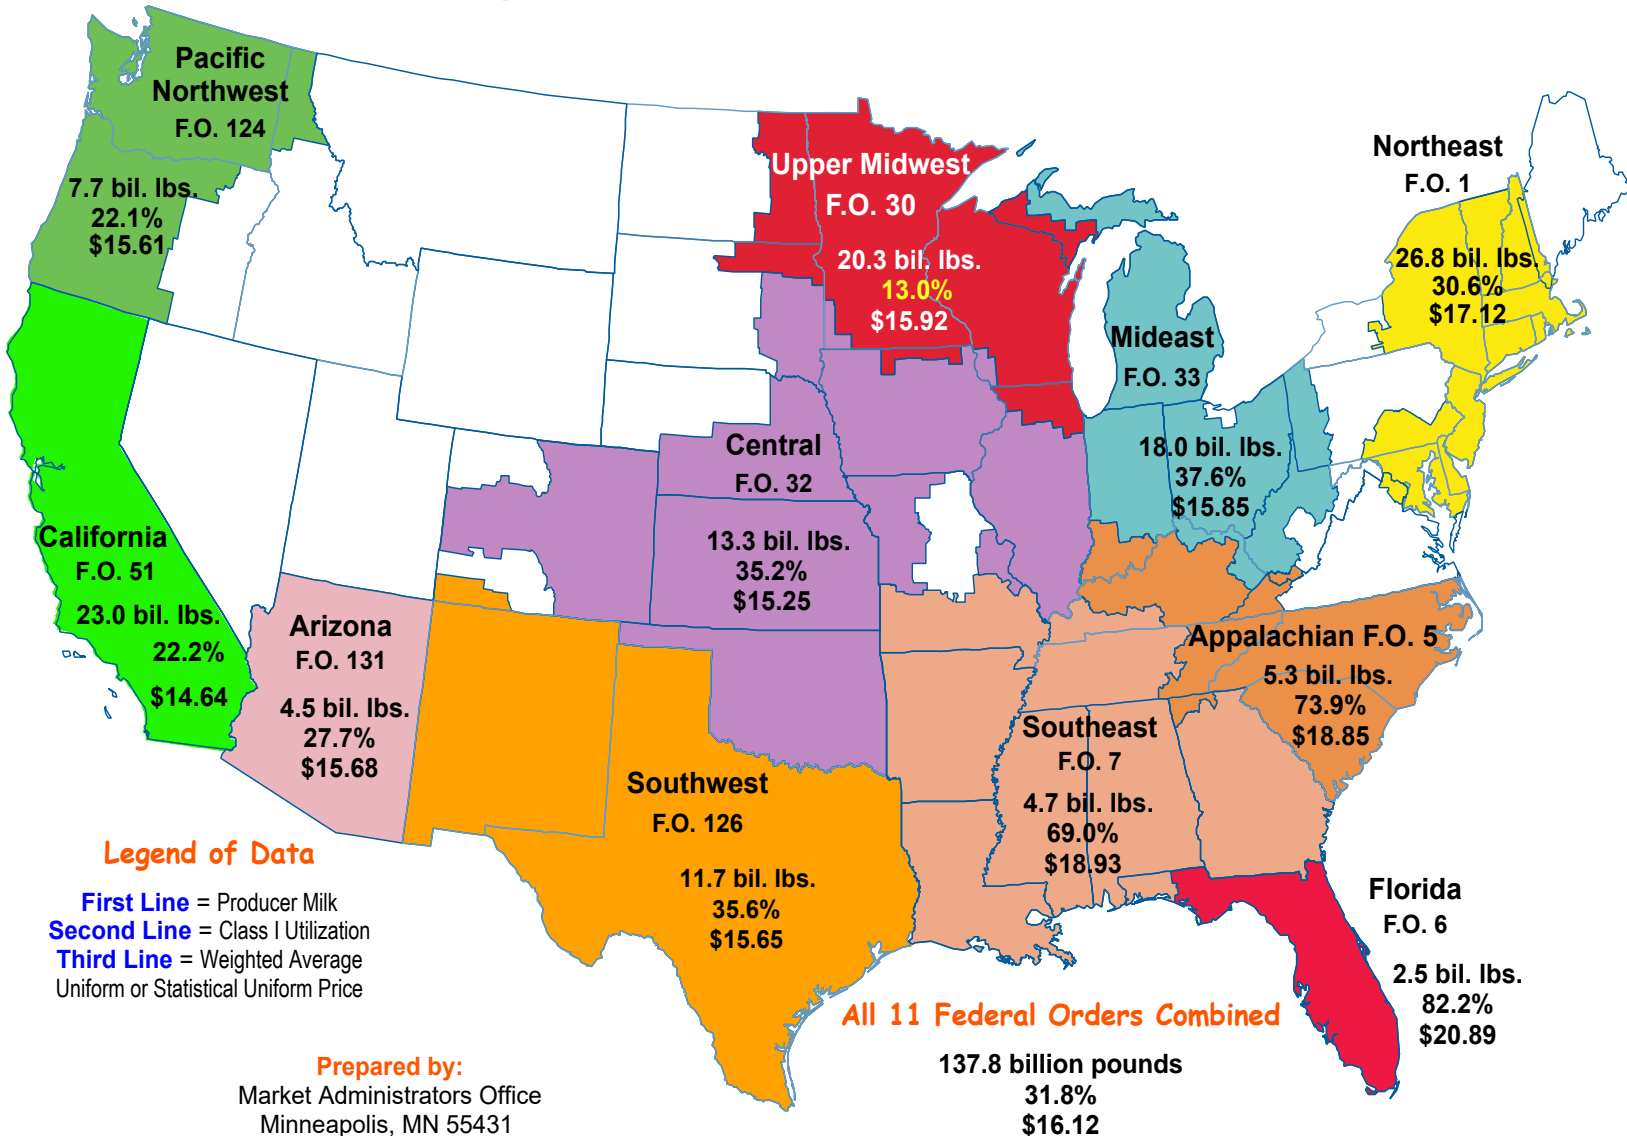 Pacific
Northwest
F.O. 124
7.7 bil. lbs.
22.1%
$15.61
Upper Midwest
F.O. 30
20.3 bil. lbs.
13.0%
$15.92
Northeast
F.O. 1
26.8 bil. lbs.
30.6%
$17.12
Mideast
F.O. 33
18.0 bil. lbs.
37.6%
$15.85
Central
F.O. 32
13.3 bil. lbs.
35.2%
$15.25
California
F.O. 51
23.0 bil. lbs.
22.2%
$14.64
Arizona
F.O. 131
4.5 bil. lbs.
27.7%
$15.68
Appalachian F.O. 5
5.3 bil. lbs.
73.9%
$18.85
Southeast
F.O. 7
4.7 bil. lbs.
69.0%
$18.93
Southwest
F.O. 126
11.7 bil. lbs.
35.6%
$15.65
Florida
F.O. 6
2.5 bil. lbs.
82.2%
$20.89
Legend of Data
First Line = Producer Milk
Second Line = Class I Utilization
Third Line = Weighted Average
Uniform or Statistical Uniform Price
All 11 Federal Orders Combined
137.8 billion pounds
31.8%
$16.12
Prepared by:
Market Administrators Office
Minneapolis, MN 55431